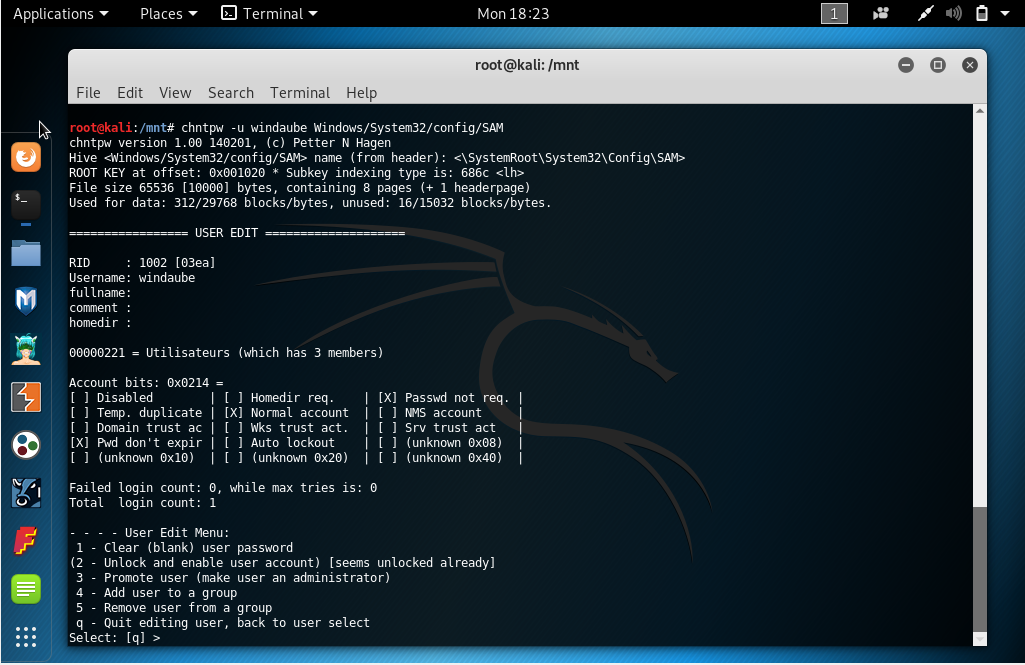 Applications Places Terminal Mon 18:23 1
root@kali: /mnt
File Edit View Search Terminal Help
root@kali:/mnt# chntpw -u windaube Windows/System32/config/SAM
chntpw version 1.00 140201, (c) Petter N Hagen
Hive <Windows/System32/config/SAM> name (from header): <\SystemRoot\System32\Config\SAM>
ROOT KEY at offset: 0x001020 * Subkey indexing type is: 686c <lh>
File size 65536 [10000] bytes, containing 8 pages (+ 1 headerpage)
Used for data: 312/29768 blocks/bytes, unused: 16/15032 blocks/bytes.
================= USER EDIT ====================
RID     : 1002 [03ea]
Username: windaube
fullname:
comment :
homedir :
00000221 = Utilisateurs (which has 3 members)
Account bits: 0x0214 =
[ ] Disabled        | [ ] Homedir req.    | [X] Passwd not req. |
[ ] Temp. duplicate | [X] Normal account  | [ ] NMS account     |
[ ] Domain trust ac | [ ] Wks trust act.  | [ ] Srv trust act   |
[X] Pwd don't expir | [ ] Auto lockout    | [ ] (unknown 0x08)  |
[ ] (unknown 0x10)  | [ ] (unknown 0x20)  | [ ] (unknown 0x40)  |
Failed login count: 0, while max tries is: 0
Total  login count: 1
- - - - User Edit Menu:
 1 - Clear (blank) user password
(2 - Unlock and enable user account) [seems unlocked already]
 3 - Promote user (make user an administrator)
 4 - Add user to a group
 5 - Remove user from a group
 q - Quit editing user, back to user select
Select: [q] >